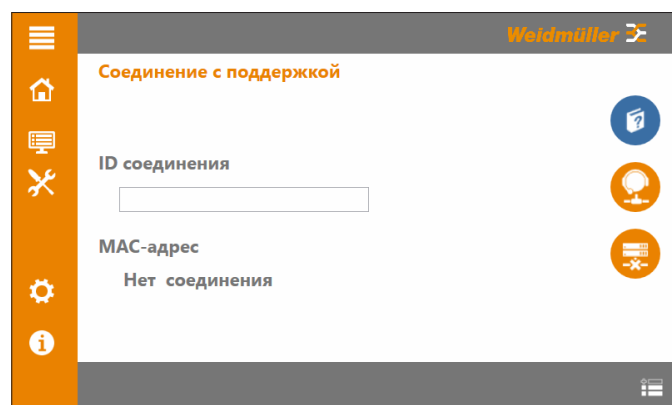 Weidmüller
Соединение с поддержкой
ID соединения
MAC-адрес
Нет соединения